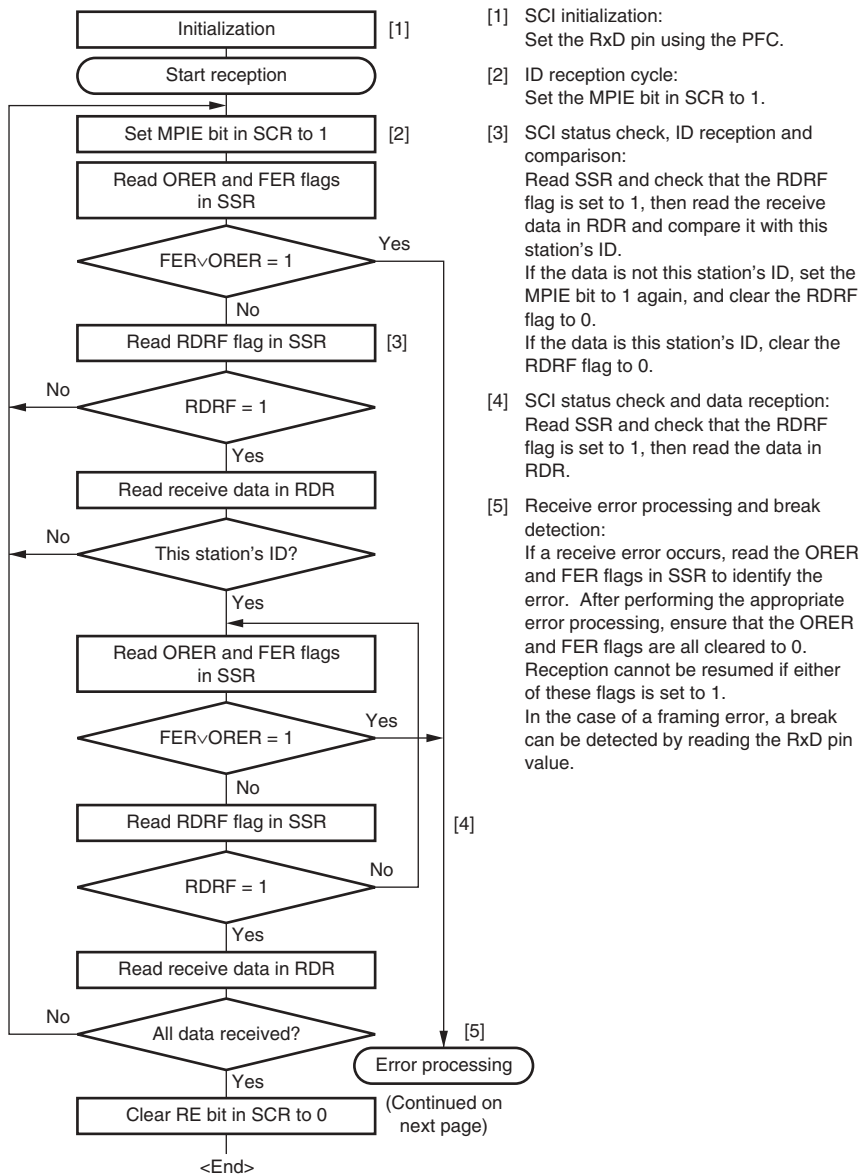 Initialization
[1]
Start reception
Set MPIE bit in SCR to 1
[2]
Read ORER and FER flags
in SSR
FER∨ORER = 1
Yes
No
Read RDRF flag in SSR
[3]
No
RDRF = 1
Yes
Read receive data in RDR
No
This station's ID?
Yes
Read ORER and FER flags
in SSR
FER∨ORER = 1
Yes
No
Read RDRF flag in SSR
[4]
RDRF = 1
No
Yes
Read receive data in RDR
No
All data received?
[5]
Error processing
Yes
Clear RE bit in SCR to 0
(Continued on
next page)
<End>
[1] SCI initialization:
Set the RxD pin using the PFC.
[2] ID reception cycle:
Set the MPIE bit in SCR to 1.
[3] SCI status check, ID reception and
comparison:
Read SSR and check that the RDRF
flag is set to 1, then read the receive
data in RDR and compare it with this
station's ID.
If the data is not this station's ID, set the
MPIE bit to 1 again, and clear the RDRF
flag to 0.
If the data is this station's ID, clear the
RDRF flag to 0.
[4] SCI status check and data reception:
Read SSR and check that the RDRF
flag is set to 1, then read the data in
RDR.
[5] Receive error processing and break
detection:
If a receive error occurs, read the ORER
and FER flags in SSR to identify the
error. After performing the appropriate
error processing, ensure that the ORER
and FER flags are all cleared to 0.
Reception cannot be resumed if either
of these flags is set to 1.
In the case of a framing error, a break
can be detected by reading the RxD pin
value.